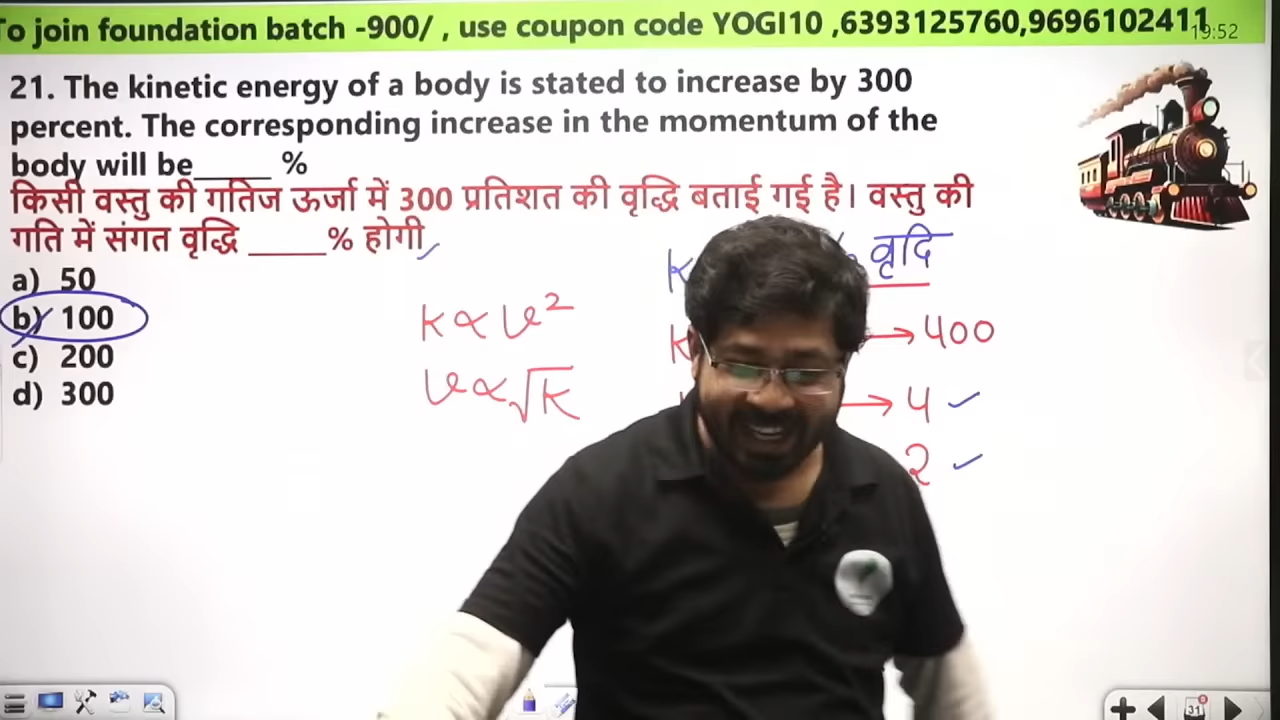 To join foundation batch -900/ , use coupon code YOGI10 ,6393125760,9696102411
19:52
21. The kinetic energy of a body is stated to increase by 300
percent. The corresponding increase in the momentum of the
body will be_____ %
किसी वस्तु की गतिज ऊर्जा में 300 प्रतिशत की वृद्धि बताई गई है। वस्तु की
गति में संगत वृद्धि _____% होगी
a) 50
b) 100
c) 200
d) 300
K वृदि
K ∝ v²
K → 400
v ∝ √K
→ 4
2
31